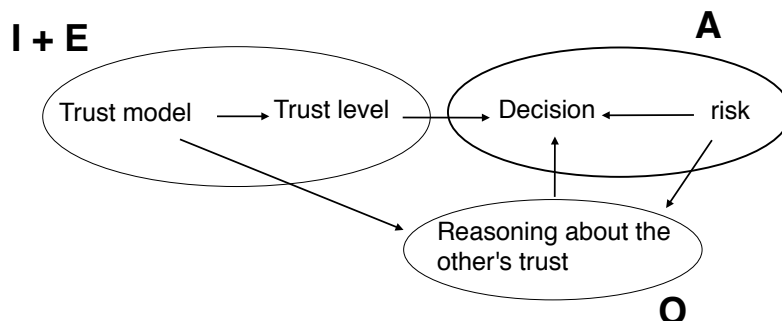 I + E
A
Trust model
Trust level
Decision
risk
Reasoning about the
other's trust
O